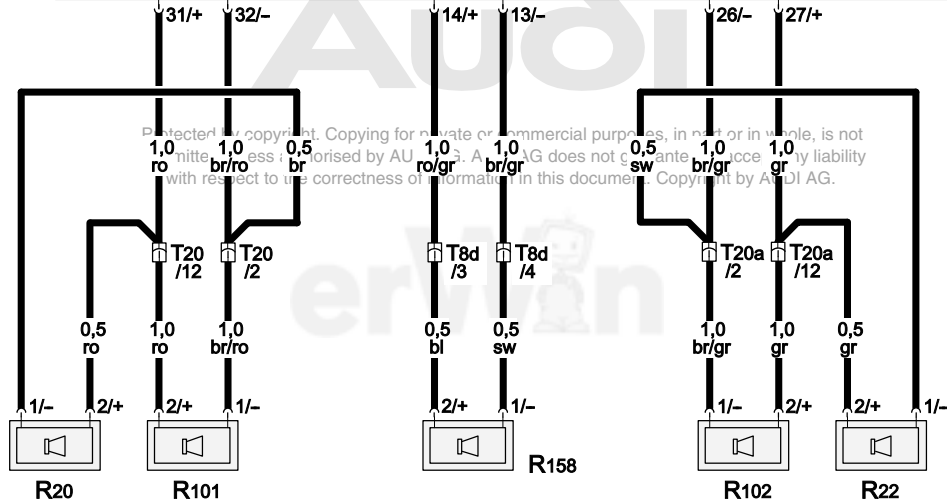 31/+ 32/– 14/+ 13/– 26/– 27/+
Audi
Protected by copyright. Copying for private or commercial purposes, in part or in whole, is not
permitted unless authorised by AUDI AG. AUDI AG does not guarantee or accept any liability
with respect to the correctness of information in this document. Copyright by AUDI AG.
1,0 1,0 0,5 1,0 1,0 0,5 1,0 1,0
ro br/ro br ro/gr br/gr sw br/gr gr
T20 T20 T8d T8d T20a T20a
/12 /2 /3 /4 /2 /12
erWin
0,5 1,0 1,0 0,5 0,5 1,0 1,0 0,5
ro ro br/ro bl sw br/gr gr gr
1/– 2/+ 2/+ 1/– 2/+ 1/– 1/– 2/+ 2/+ 1/–
R158
R20 R101 R102 R22